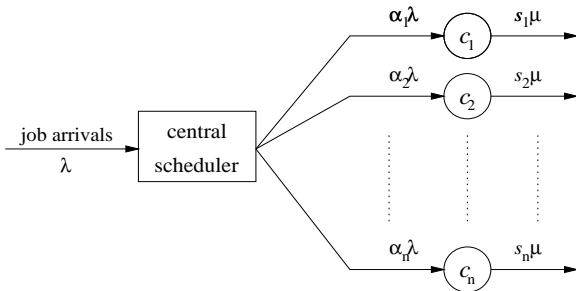 α₁λ c₁ s₁μ
α₂λ c₂ s₂μ
job arrivals
λ
central
scheduler
αₙλ cₙ sₙμ